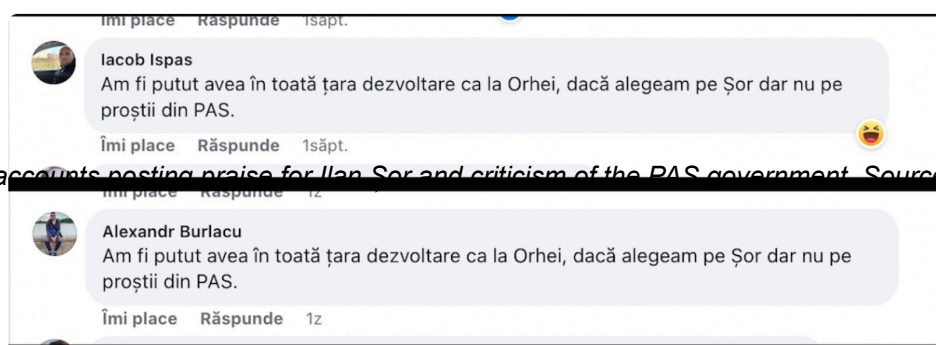 Îmi place Răspunde 1săpt.
Iacob Ispas
Am fi putut avea în toată țara dezvoltare ca la Orhei, dacă alegeam pe Șor dar nu pe
proștii din PAS.
Îmi place Răspunde 1săpt.
accounts posting praise for Ilan Șor and criticism of the PAS government. Source
Îmi place Răspunde 1z
Alexandr Burlacu
Am fi putut avea în toată țara dezvoltare ca la Orhei, dacă alegeam pe Șor dar nu pe
proștii din PAS.
Îmi place Răspunde 1z